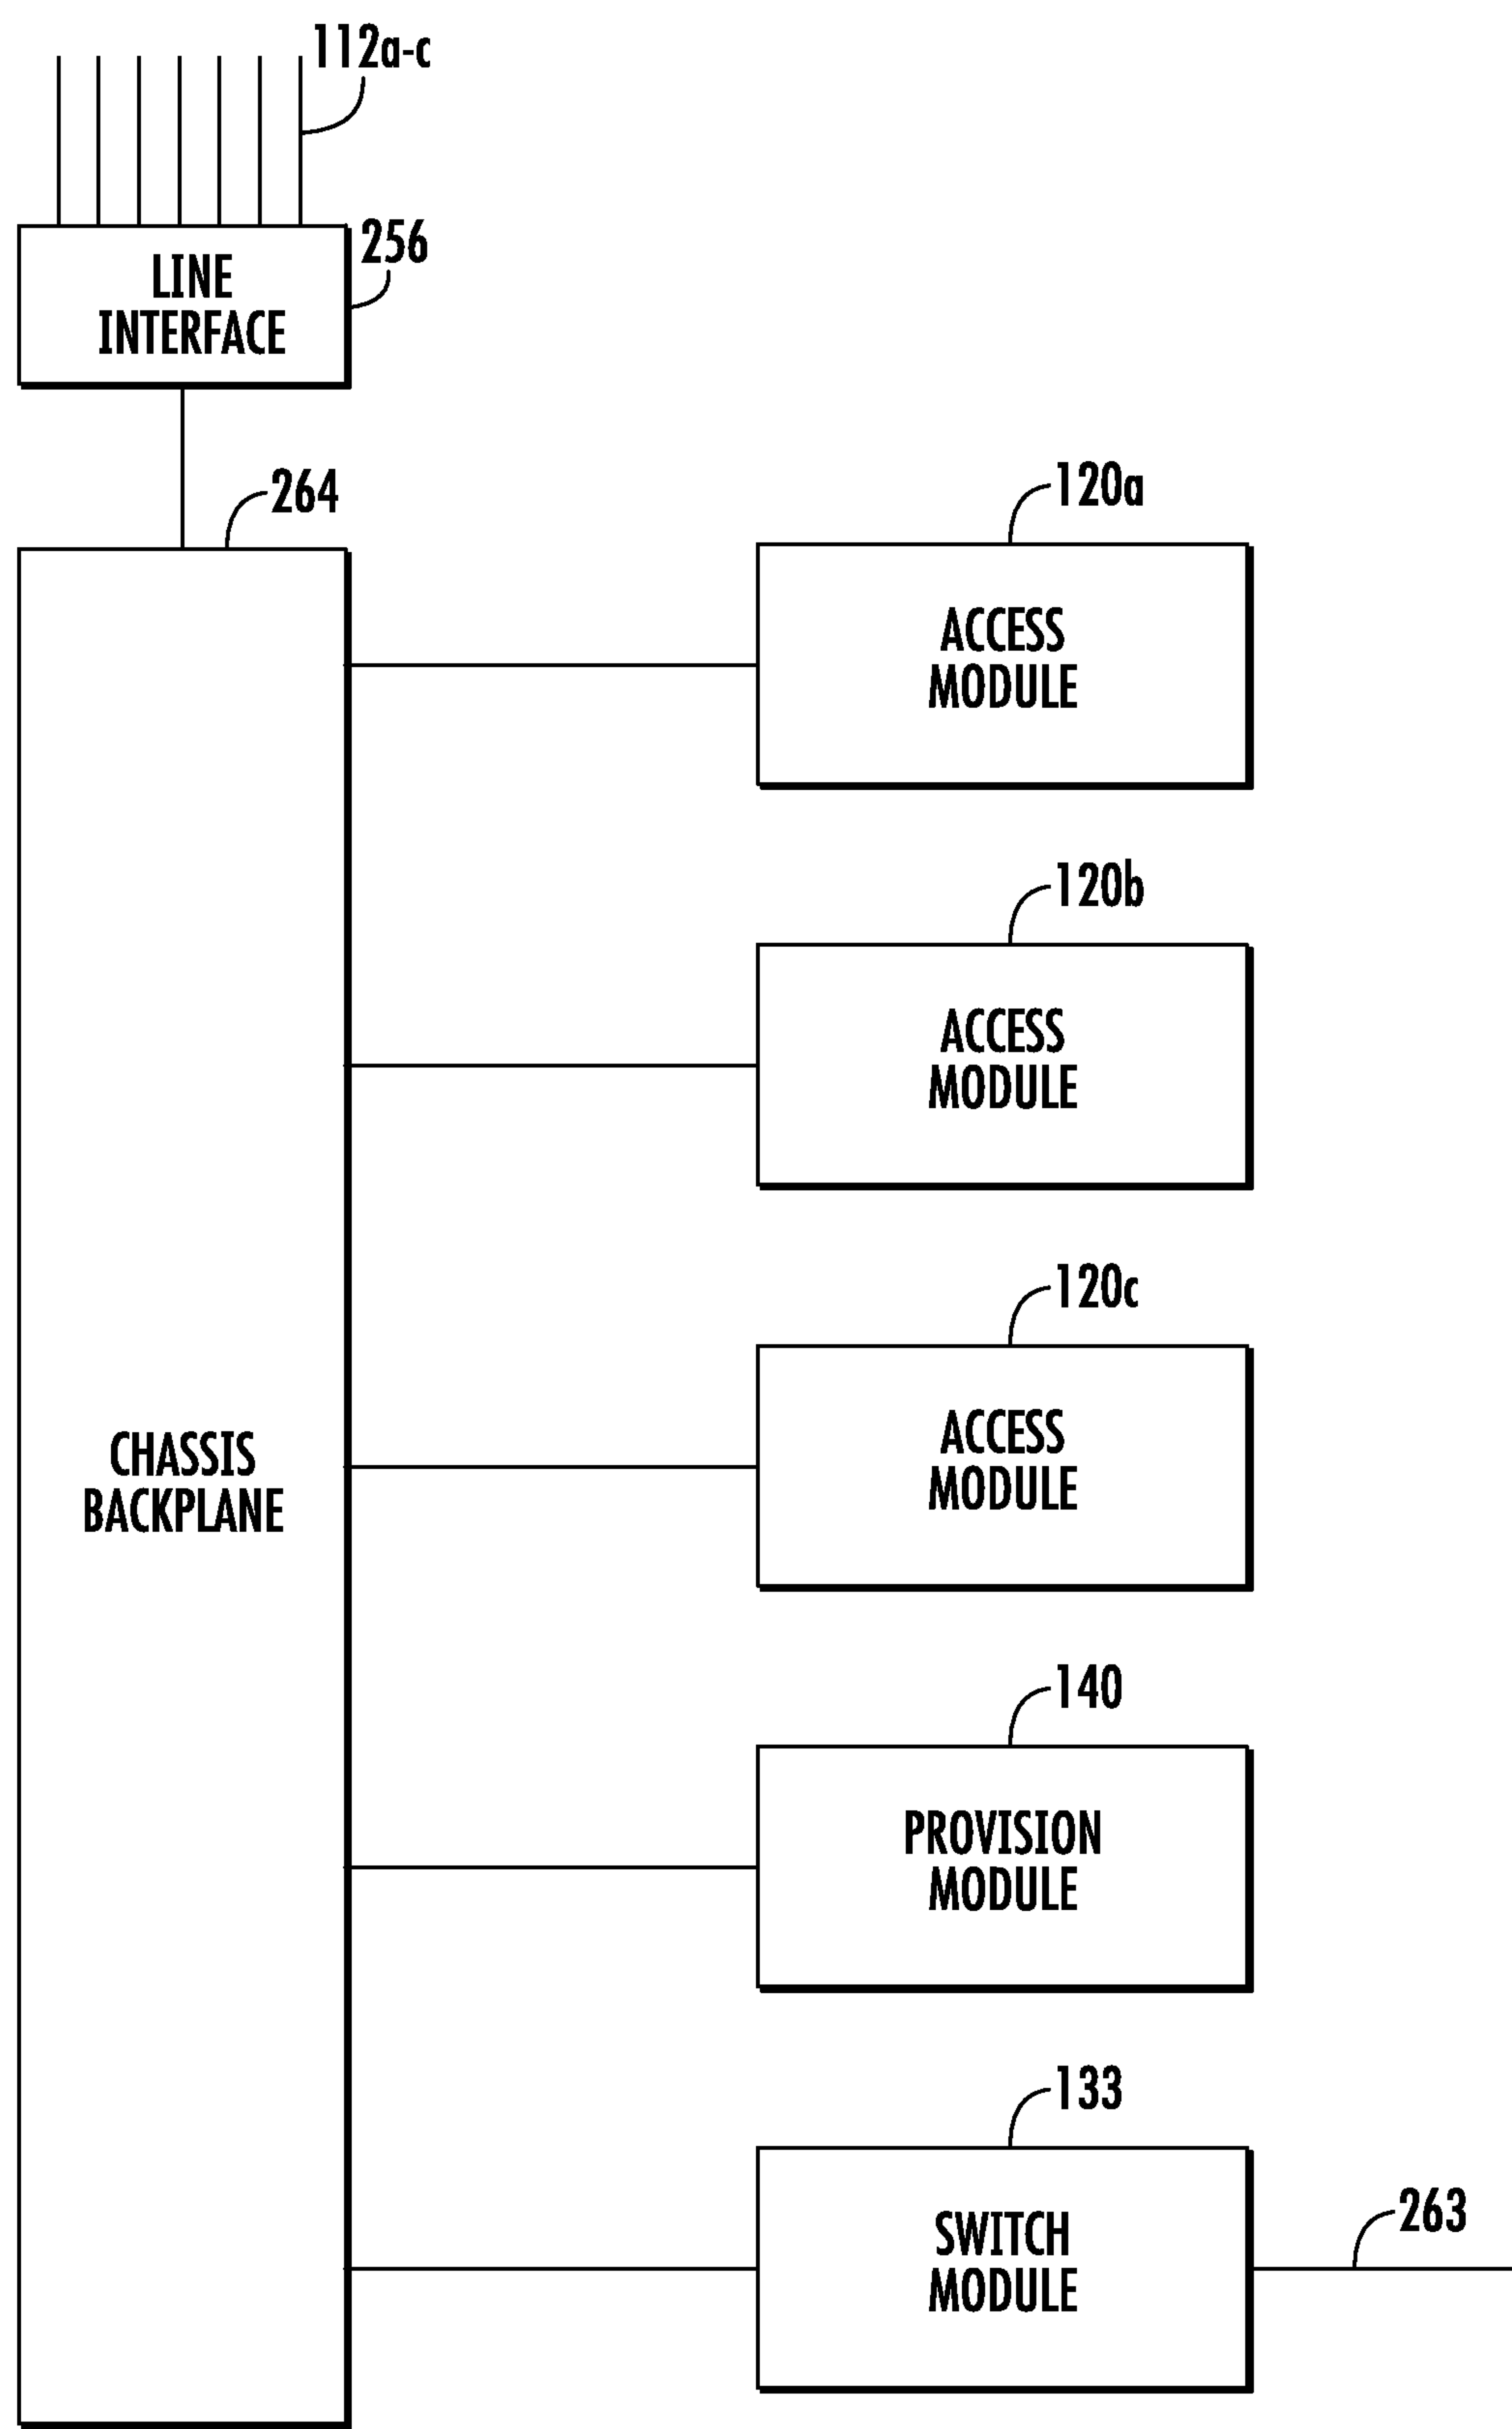 112a-c
256
LINE
INTERFACE
264
120a
ACCESS
MODULE
120b
ACCESS
MODULE
120c
ACCESS
MODULE
CHASSIS
BACKPLANE
140
PROVISION
MODULE
133
SWITCH
MODULE
263